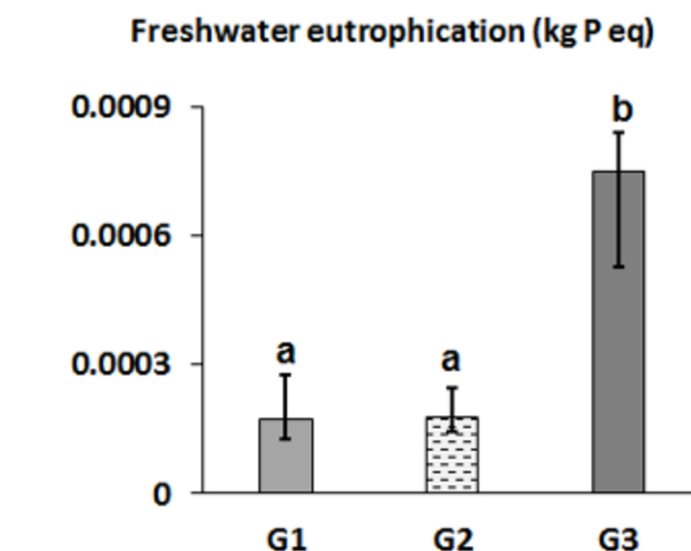 Freshwater eutrophication (kg P eq)
0.0009
b
0.0006
0.0003
a
a
0
G1 G2 G3